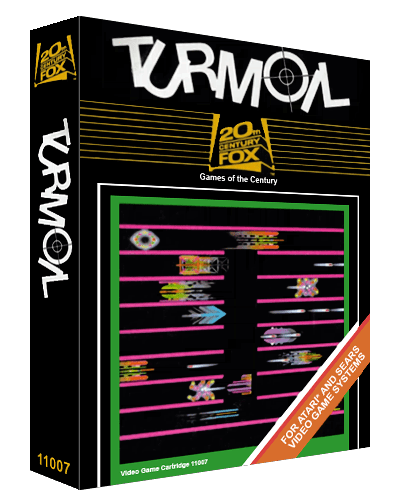 TURMOIL
20th
CENTURY
FOX
Games of the Century
FOR ATARI® AND SEARS
VIDEO GAME SYSTEMS
Video Game Cartridge 11007
20th
CENTURY
FOX
TURMOIL
11007